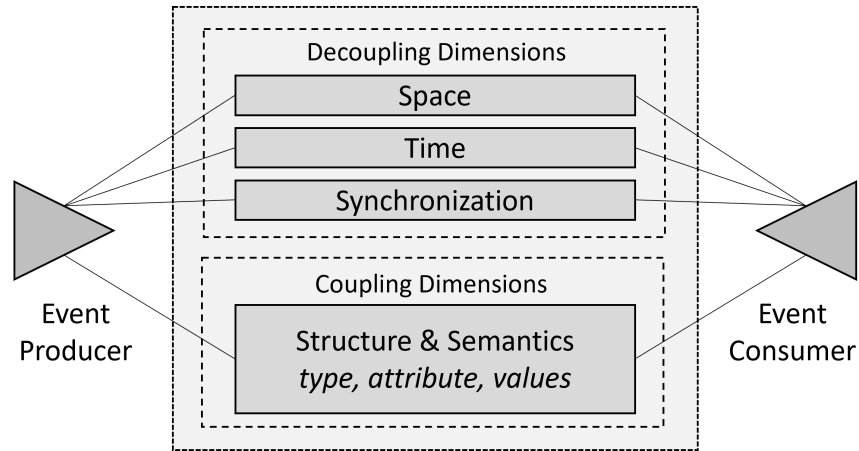 Decoupling Dimensions
Space
Time
Synchronization
Coupling Dimensions
Structure & Semantics
type, attribute, values
Event
Producer
Event
Consumer